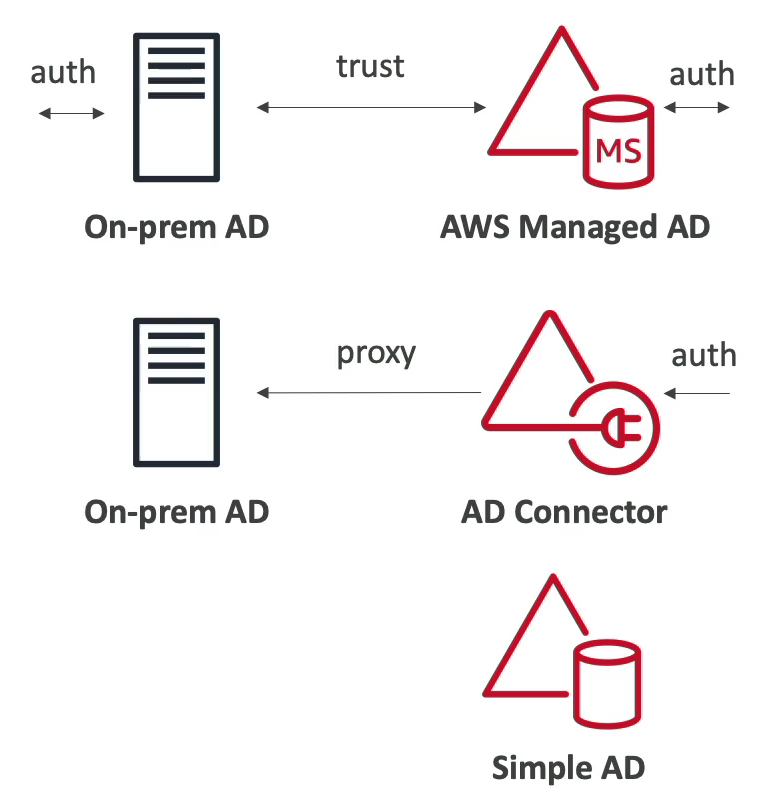 auth
trust
auth
MS
On-prem AD
AWS Managed AD
proxy
auth
On-prem AD
AD Connector
Simple AD